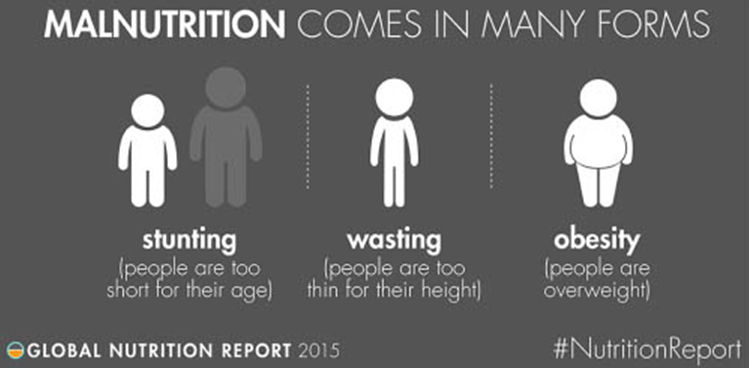 MALNUTRITION COMES IN MANY FORMS
stunting
(people are too
short for their age)
wasting
(people are too
thin for their height)
obesity
(people are
overweight)
GLOBAL NUTRITION REPORT 2015
#NutritionReport